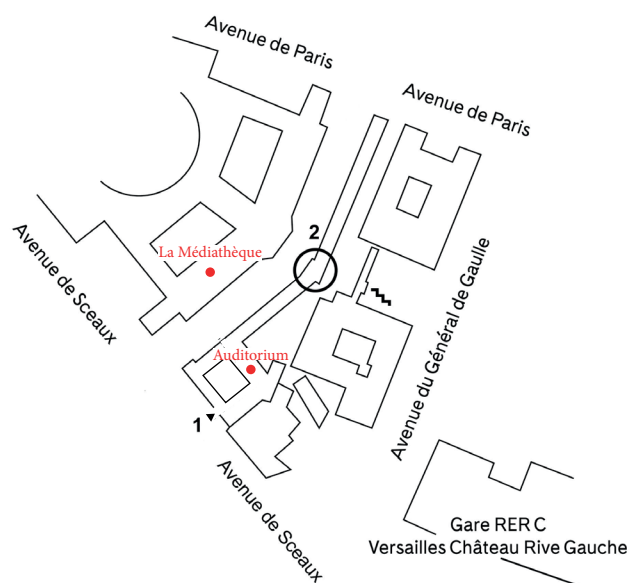 Avenue de Paris
Avenue de Paris
2
La Médiathèque
Avenue de Sceaux
Avenue du Général de Gaulle
Auditorium
1
Avenue de Sceaux
Gare RER C
Versailles Château Rive Gauche